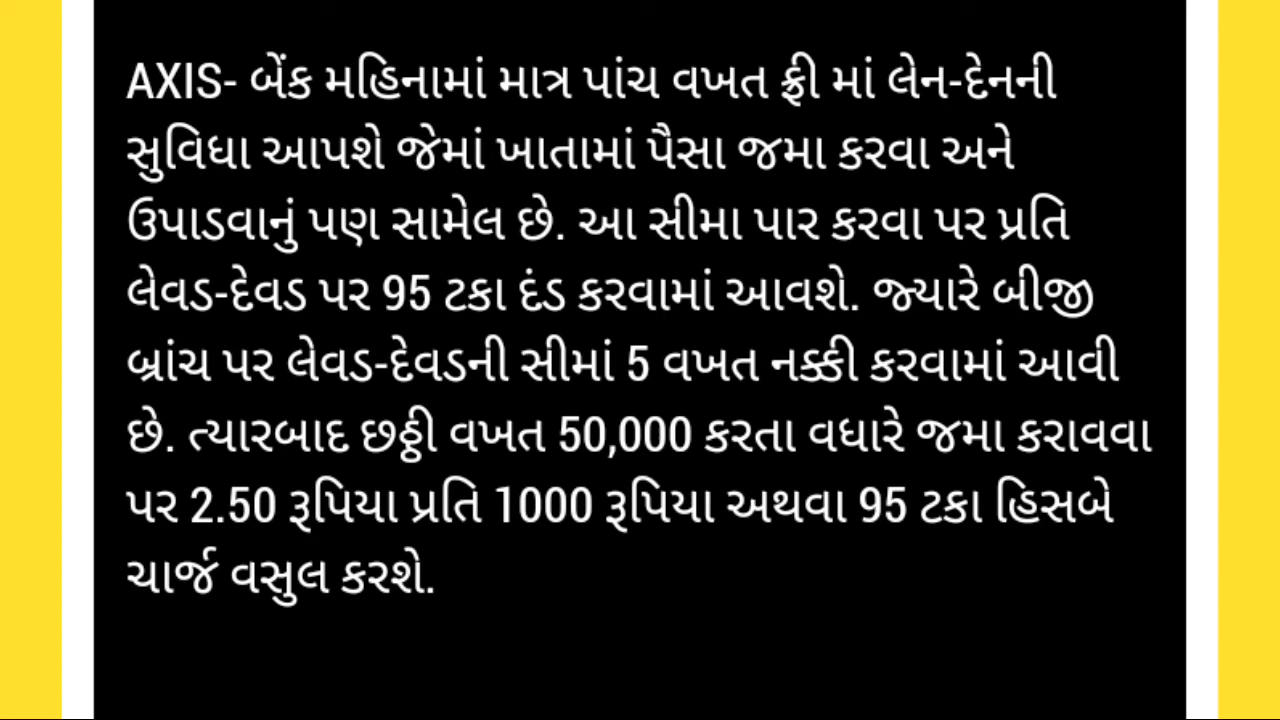 AXIS- બેંક મહિનામાં માત્ર પાંચ વખત ફ્રી માં લેન-દેનની
સુવિધા આપશે જેમાં ખાતામાં પૈસા જમા કરવા અને
ઉપાડવાનું પણ સામેલ છે. આ સીમા પાર કરવા પર પ્રતિ
લેવડ-દેવડ પર 95 ટકા દંડ કરવામાં આવશે. જ્યારે બીજી
બ્રાંચ પર લેવડ-દેવડની સીમાં 5 વખત નક્કી કરવામાં આવી
છે. ત્યારબાદ છઠ્ઠી વખત 50,000 કરતા વધારે જમા કરાવવા
પર 2.50 રૂપિયા પ્રતિ 1000 રૂપિયા અથવા 95 ટકા હિસબે
ચાર્જ વસુલ કરશે.